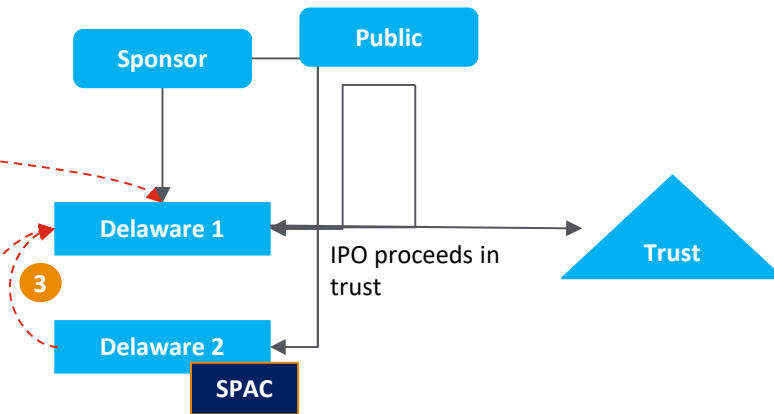 Public
Sponsor
Delaware 1
IPO proceeds in
trust
Trust
3
Delaware 2
SPAC